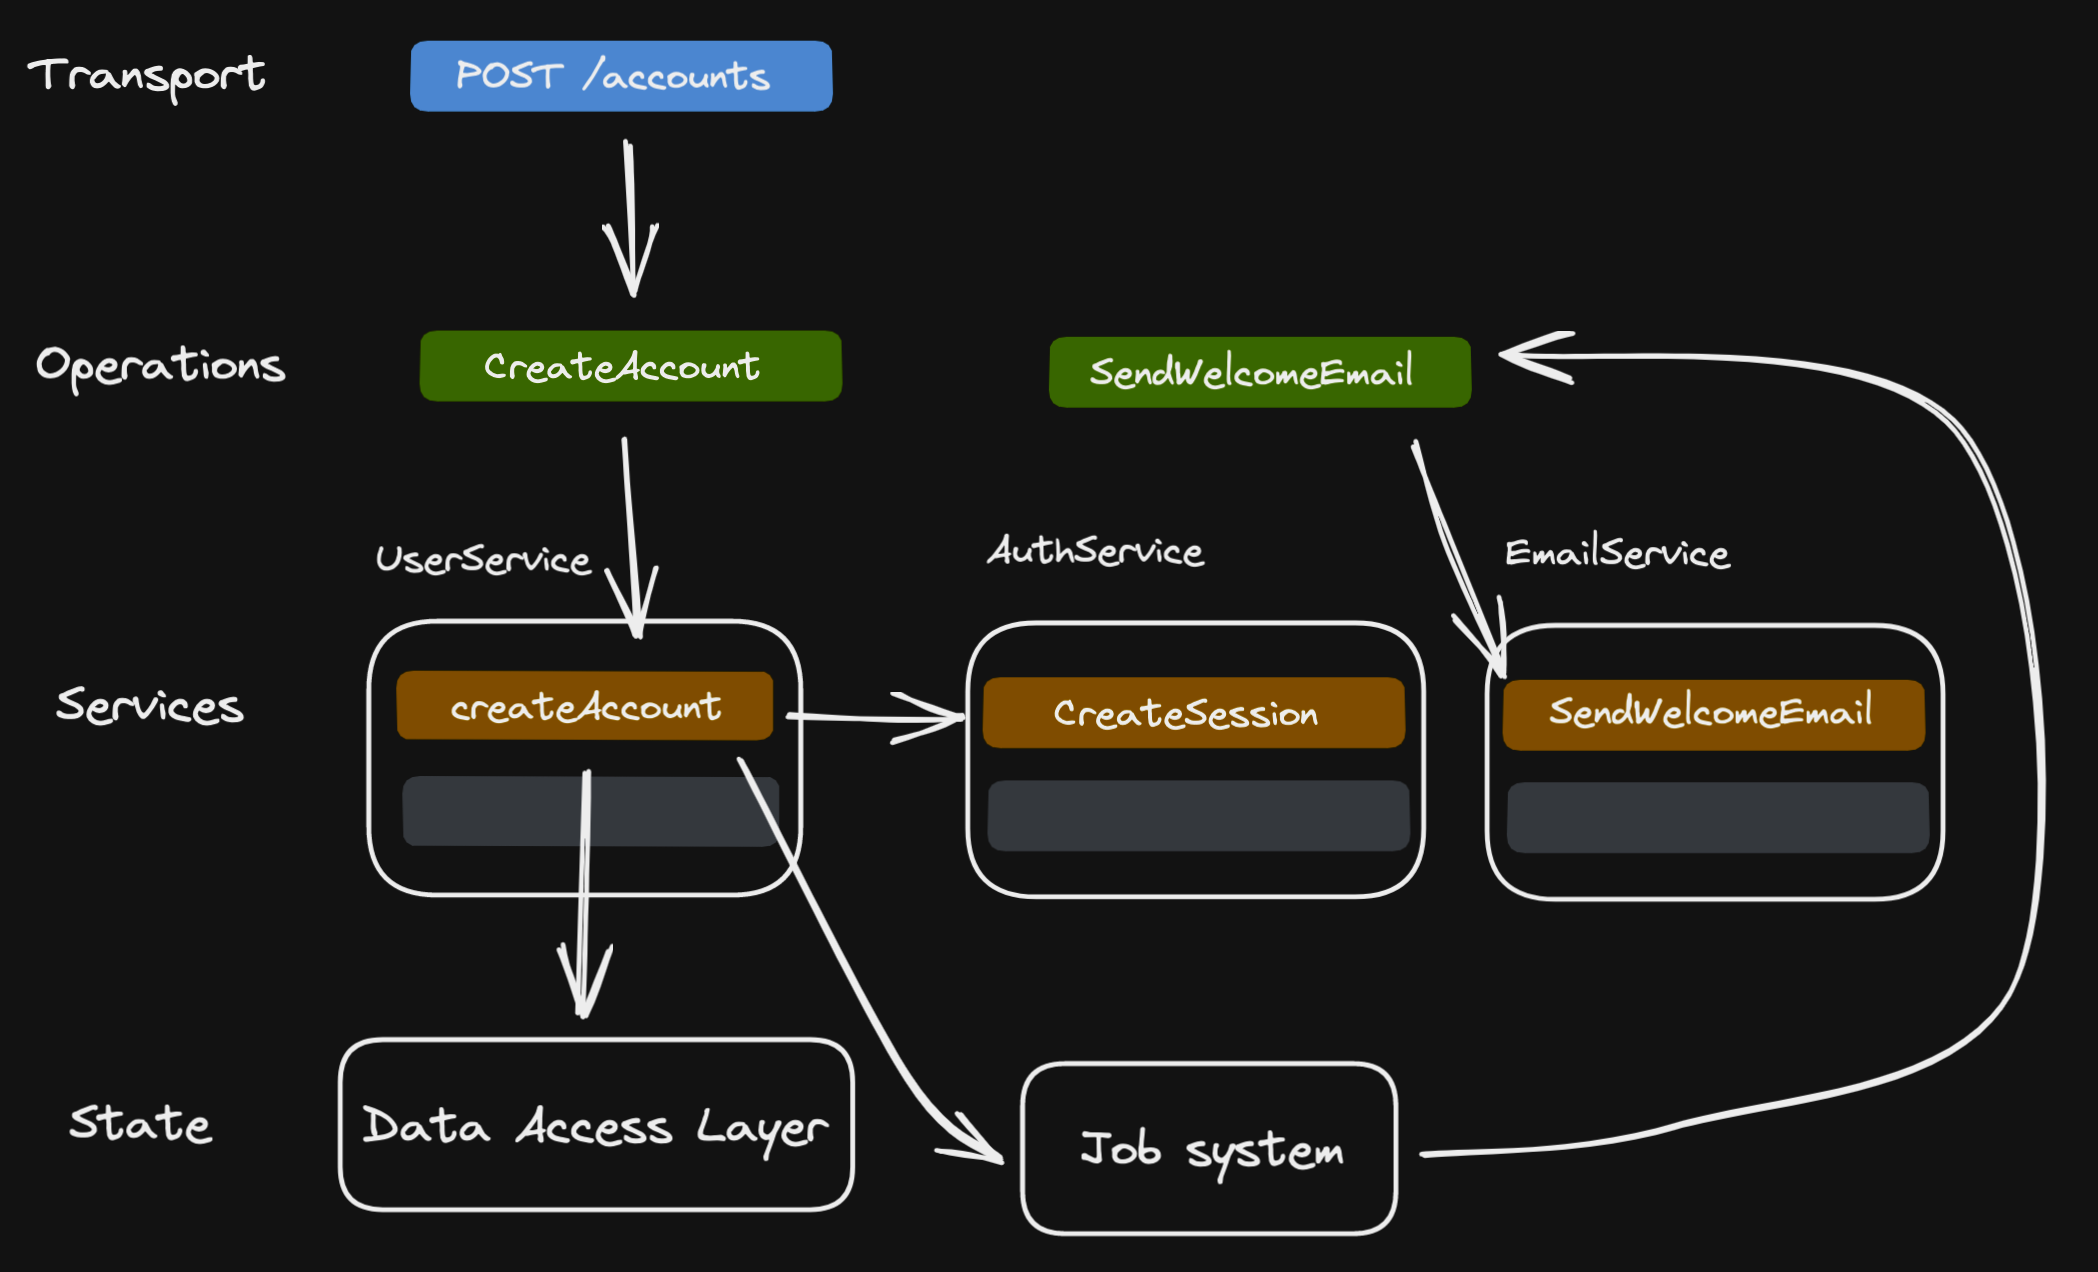 Transport
POST /accounts
Operations
CreateAccount
SendWelcomeEmail
UserService
AuthService
EmailService
Services
createAccount
CreateSession
SendWelcomeEmail
State
Data Access Layer
Job system